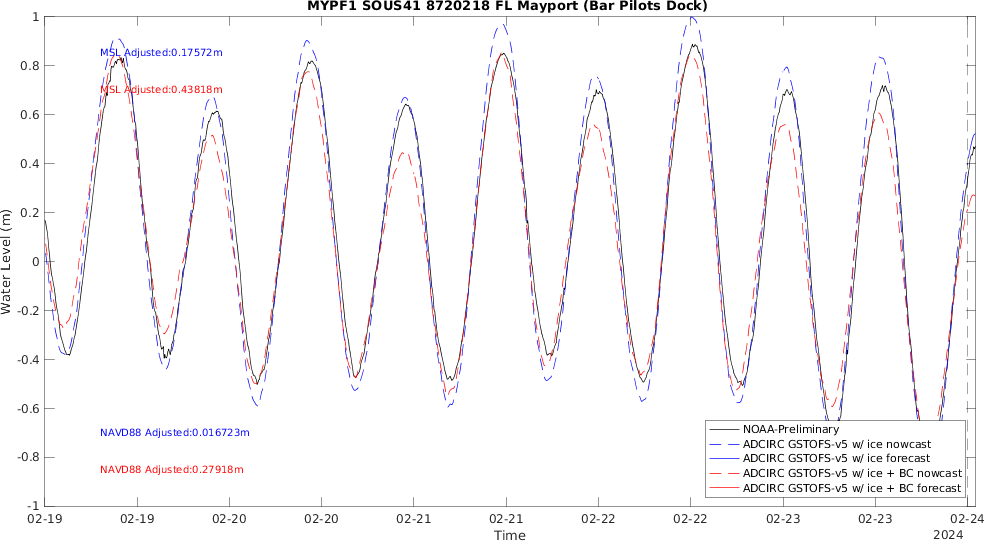 MYPF1 SOUS41 8720218 FL Mayport (Bar Pilots Dock)
1
0.8
0.6
0.4
0.2
0
-0.2
-0.4
-0.6
-0.8
-1
Water Level (m)
MSL Adjusted:0.17572m
MSL Adjusted:0.43818m
NAVD88 Adjusted:0.016723m
NAVD88 Adjusted:0.27918m
NOAA-Preliminary
ADCIRC GSTOFS-v5 w/ ice nowcast
ADCIRC GSTOFS-v5 w/ ice forecast
ADCIRC GSTOFS-v5 w/ ice + BC nowcast
ADCIRC GSTOFS-v5 w/ ice + BC forecast
02-19 02-19 02-20 02-20 02-21 02-21 02-22 02-22 02-23 02-23 02-24
Time
2024